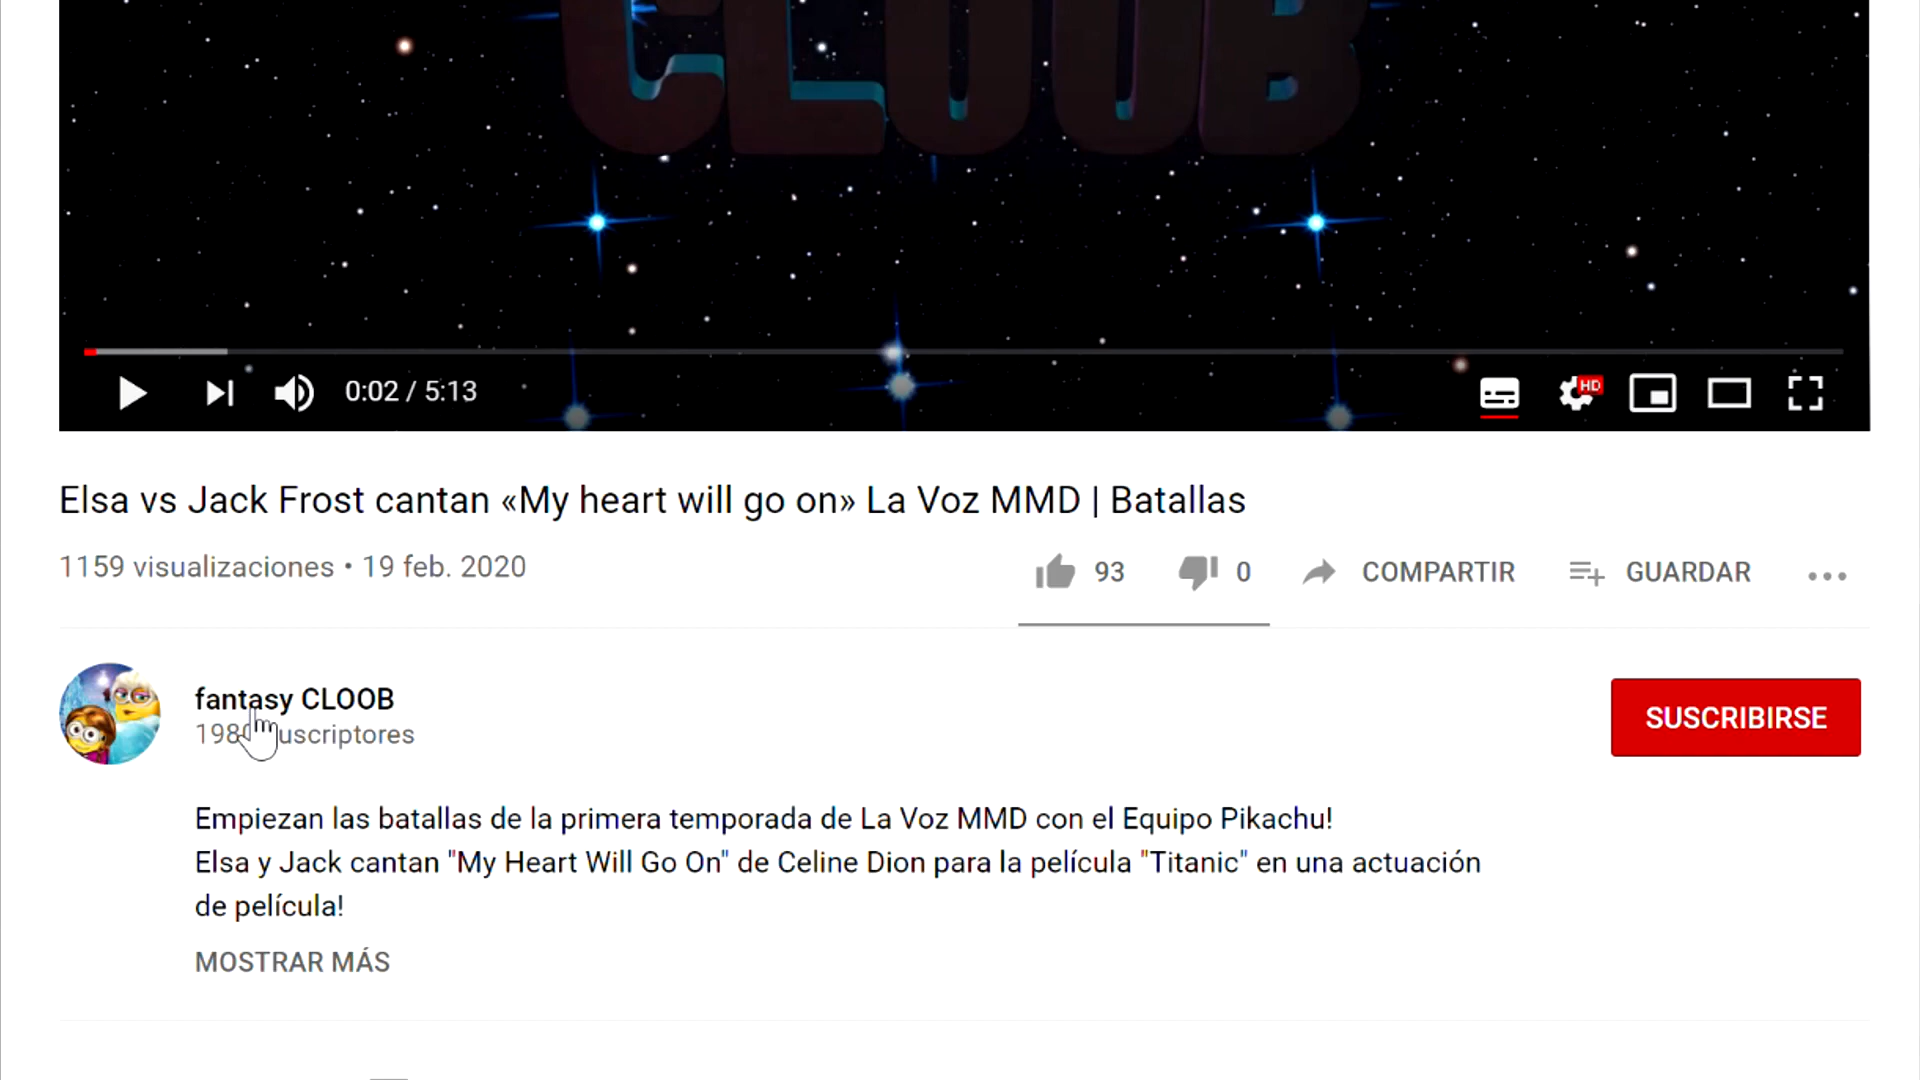 CLOOB
0:02 / 5:13
HD
Elsa vs Jack Frost cantan «My heart will go on» La Voz MMD | Batallas
1159 visualizaciones • 19 feb. 2020
93
0
COMPARTIR
GUARDAR
fantasy CLOOB
SUSCRIBIRSE
Empiezan las batallas de la primera temporada de La Voz MMD con el Equipo Pikachu!
Elsa y Jack cantan "My Heart Will Go On" de Celine Dion para la película "Titanic" en una actuación
de película!
MOSTRAR MÁS